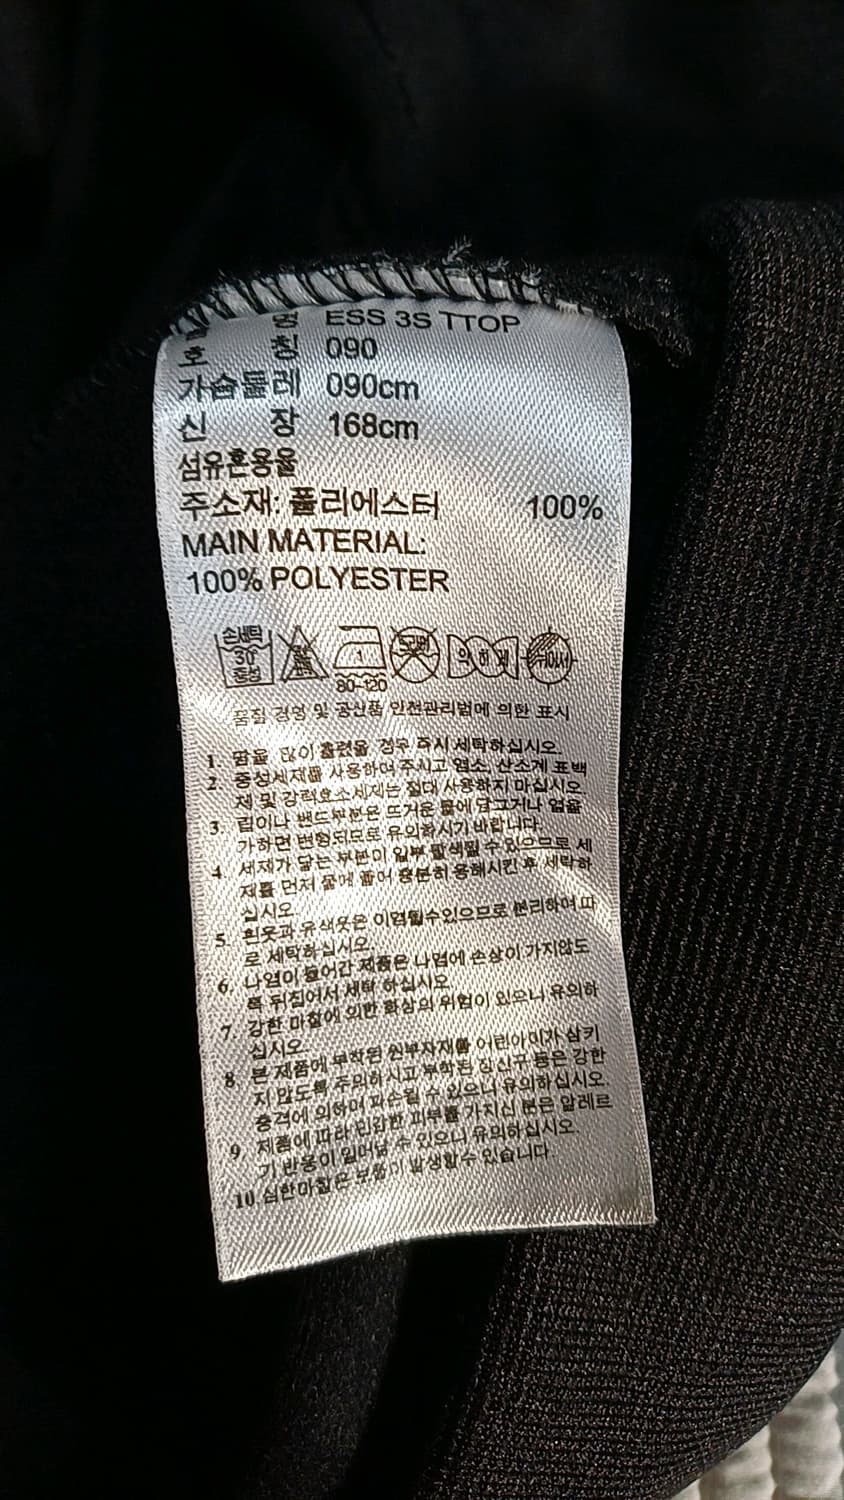 명 ESS 3S TTOP
호 칭 090
가슴둘레 090cm
신 장 168cm
섬유혼용율
주소재: 폴리에스터 100%
MAIN MATERIAL:
100% POLYESTER
손세탁 30° 중성 1 80-120 뉘어서
품질 경영 및 공산품 안전관리법에 의한 표시
1. 땀을 많이 흘렸을 경우 즉시 세탁하십시오.
2. 중성세제를 사용하여 주시고 염소, 산소계 표백
제 및 강력효소세제는 절대 사용하지 마십시오
3. 립이나 밴드부분은 뜨거운 물에 담그거나 열을
가하면 변형되므로 유의하시기 바랍니다.
4. 세제가 닿는 부분이 일부 탈색될 수 있으므로 세
제를 먼저 물에 풀어 충분히 용해시킨 후 세탁하
십시오.
5. 흰옷과 유색옷은 이염될수있으므로 분리하여 따
로 세탁하십시오.
6. 나염이 들어간 제품은 나염에 손상이 가지않도
록 뒤집어서 세탁 하십시오.
7. 강한 마찰에 의한 화상의 위험이 있으니 유의하
십시오.
8. 본 제품에 부착된 원부자재를 어린아이가 삼키
지 않도록 주의하시고 부착된 장신구 등은 강한
충격에 의하여 파손될 수 있으니 유의하십시오.
9. 제품에 따라 민감한 피부를 가지신 분은 알레르
기 반응이 일어날 수 있으니 유의하십시오.
10.심한마찰은 보풀이 발생할수 있습니다.